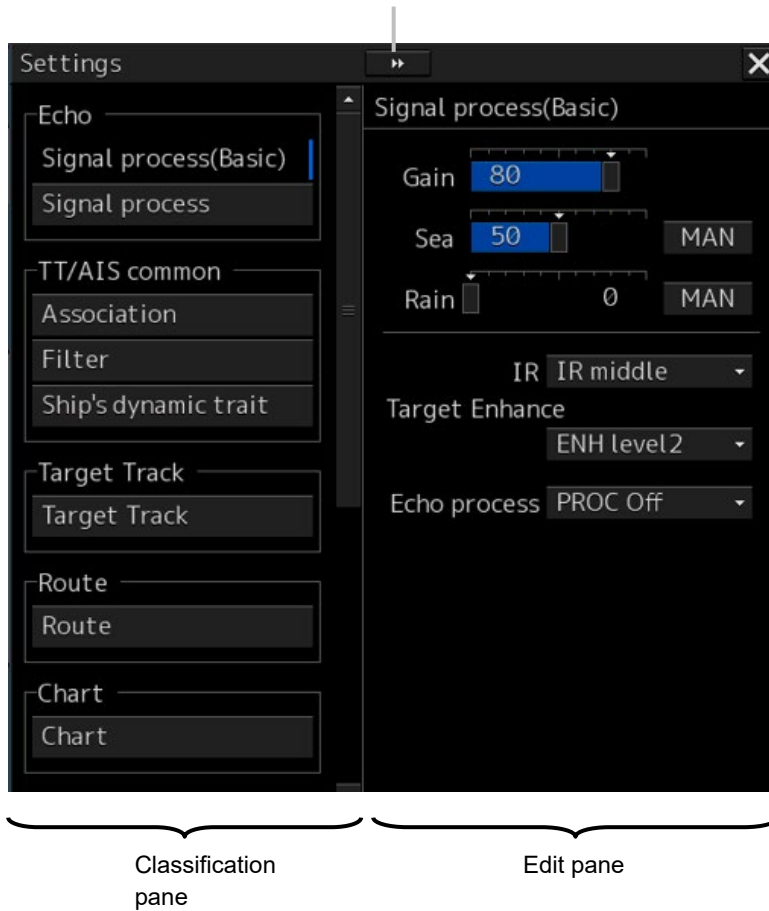 Settings
Echo
Signal process(Basic)
Signal process
TT/AIS common
Association
Filter
Ship's dynamic trait
Target Track
Target Track
Route
Route
Chart
Chart
Signal process(Basic)
Gain 80
Sea 50 MAN
Rain 0 MAN
IR IR middle
Target Enhance
ENH level2
Echo process PROC Off
Classification
pane
Edit pane